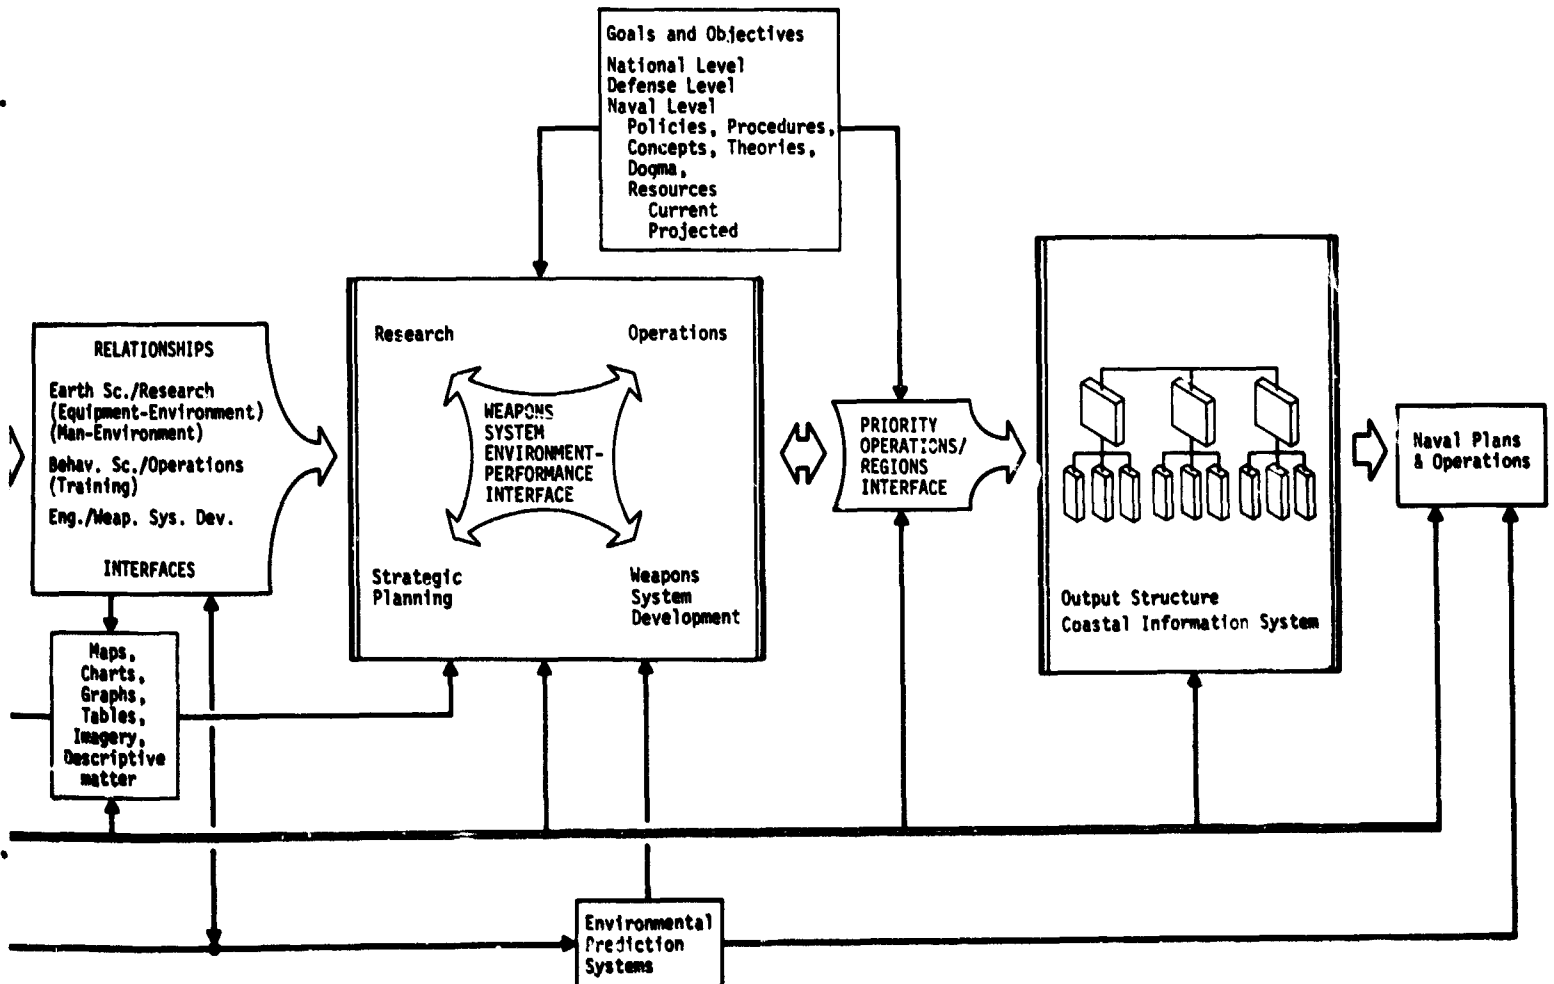 Goals and Objectives
National Level
Defense Level
Naval Level
Policies, Procedures,
Concepts, Theories,
Dogma,
Resources
Current
Projected
RELATIONSHIPS
Earth Sc./Research
(Equipment-Environment)
(Man-Environment)
Behav. Sc./Operations
(Training)
Eng./Weap. Sys. Dev.
INTERFACES
Maps,
Charts,
Graphs,
Tables,
Imagery,
Descriptive
matter
Research
Operations
WEAPONS
SYSTEM
ENVIRONMENT-
PERFORMANCE
INTERFACE
Strategic
Planning
Weapons
System
Development
PRIORITY
OPERATIONS/
REGIONS
INTERFACE
Output Structure
Coastal Information System
Naval Plans
& Operations
Environmental
Prediction
Systems